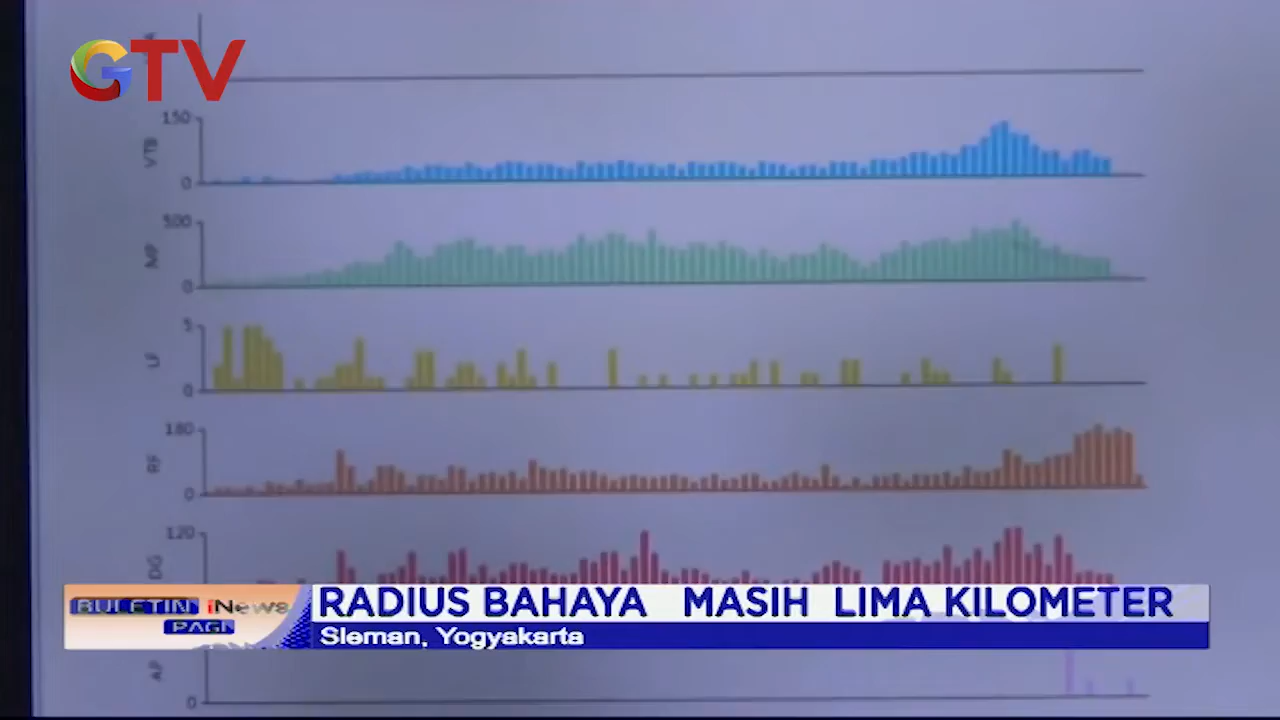 GTV
150
VTB
0
500
MP
0
5
LF
0
180
RF
0
120
DG
BULETIN iNews
PAGI
RADIUS BAHAYA MASIH LIMA KILOMETER
Sleman, Yogyakarta
AP
0